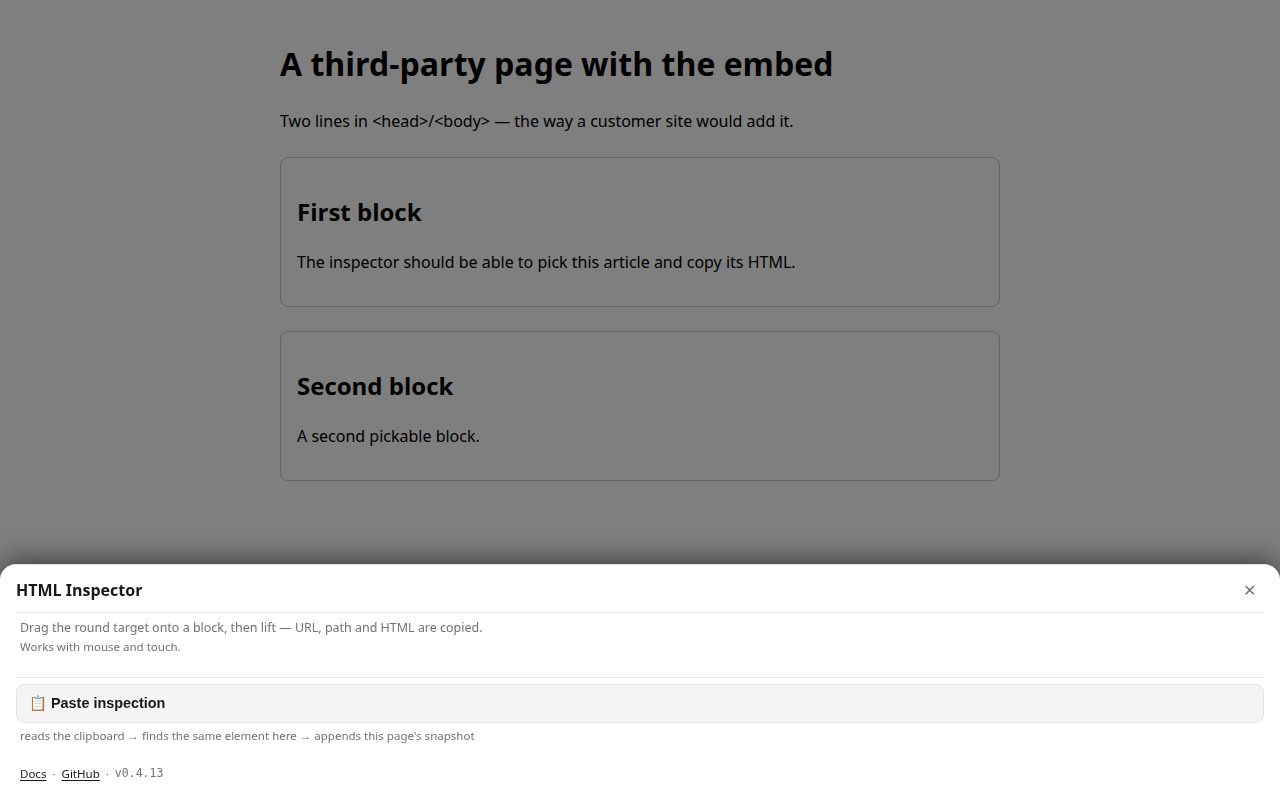 A third-party page with the embed
Two lines in <head>/<body> — the way a customer site would add it.
First block
The inspector should be able to pick this article and copy its HTML.
Second block
A second pickable block.
HTML Inspector ✕
Drag the round target onto a block, then lift — URL, path and HTML are copied.
Works with mouse and touch.
📋 Paste inspection
reads the clipboard → finds the same element here → appends this page's snapshot
Docs · GitHub · v0.4.13